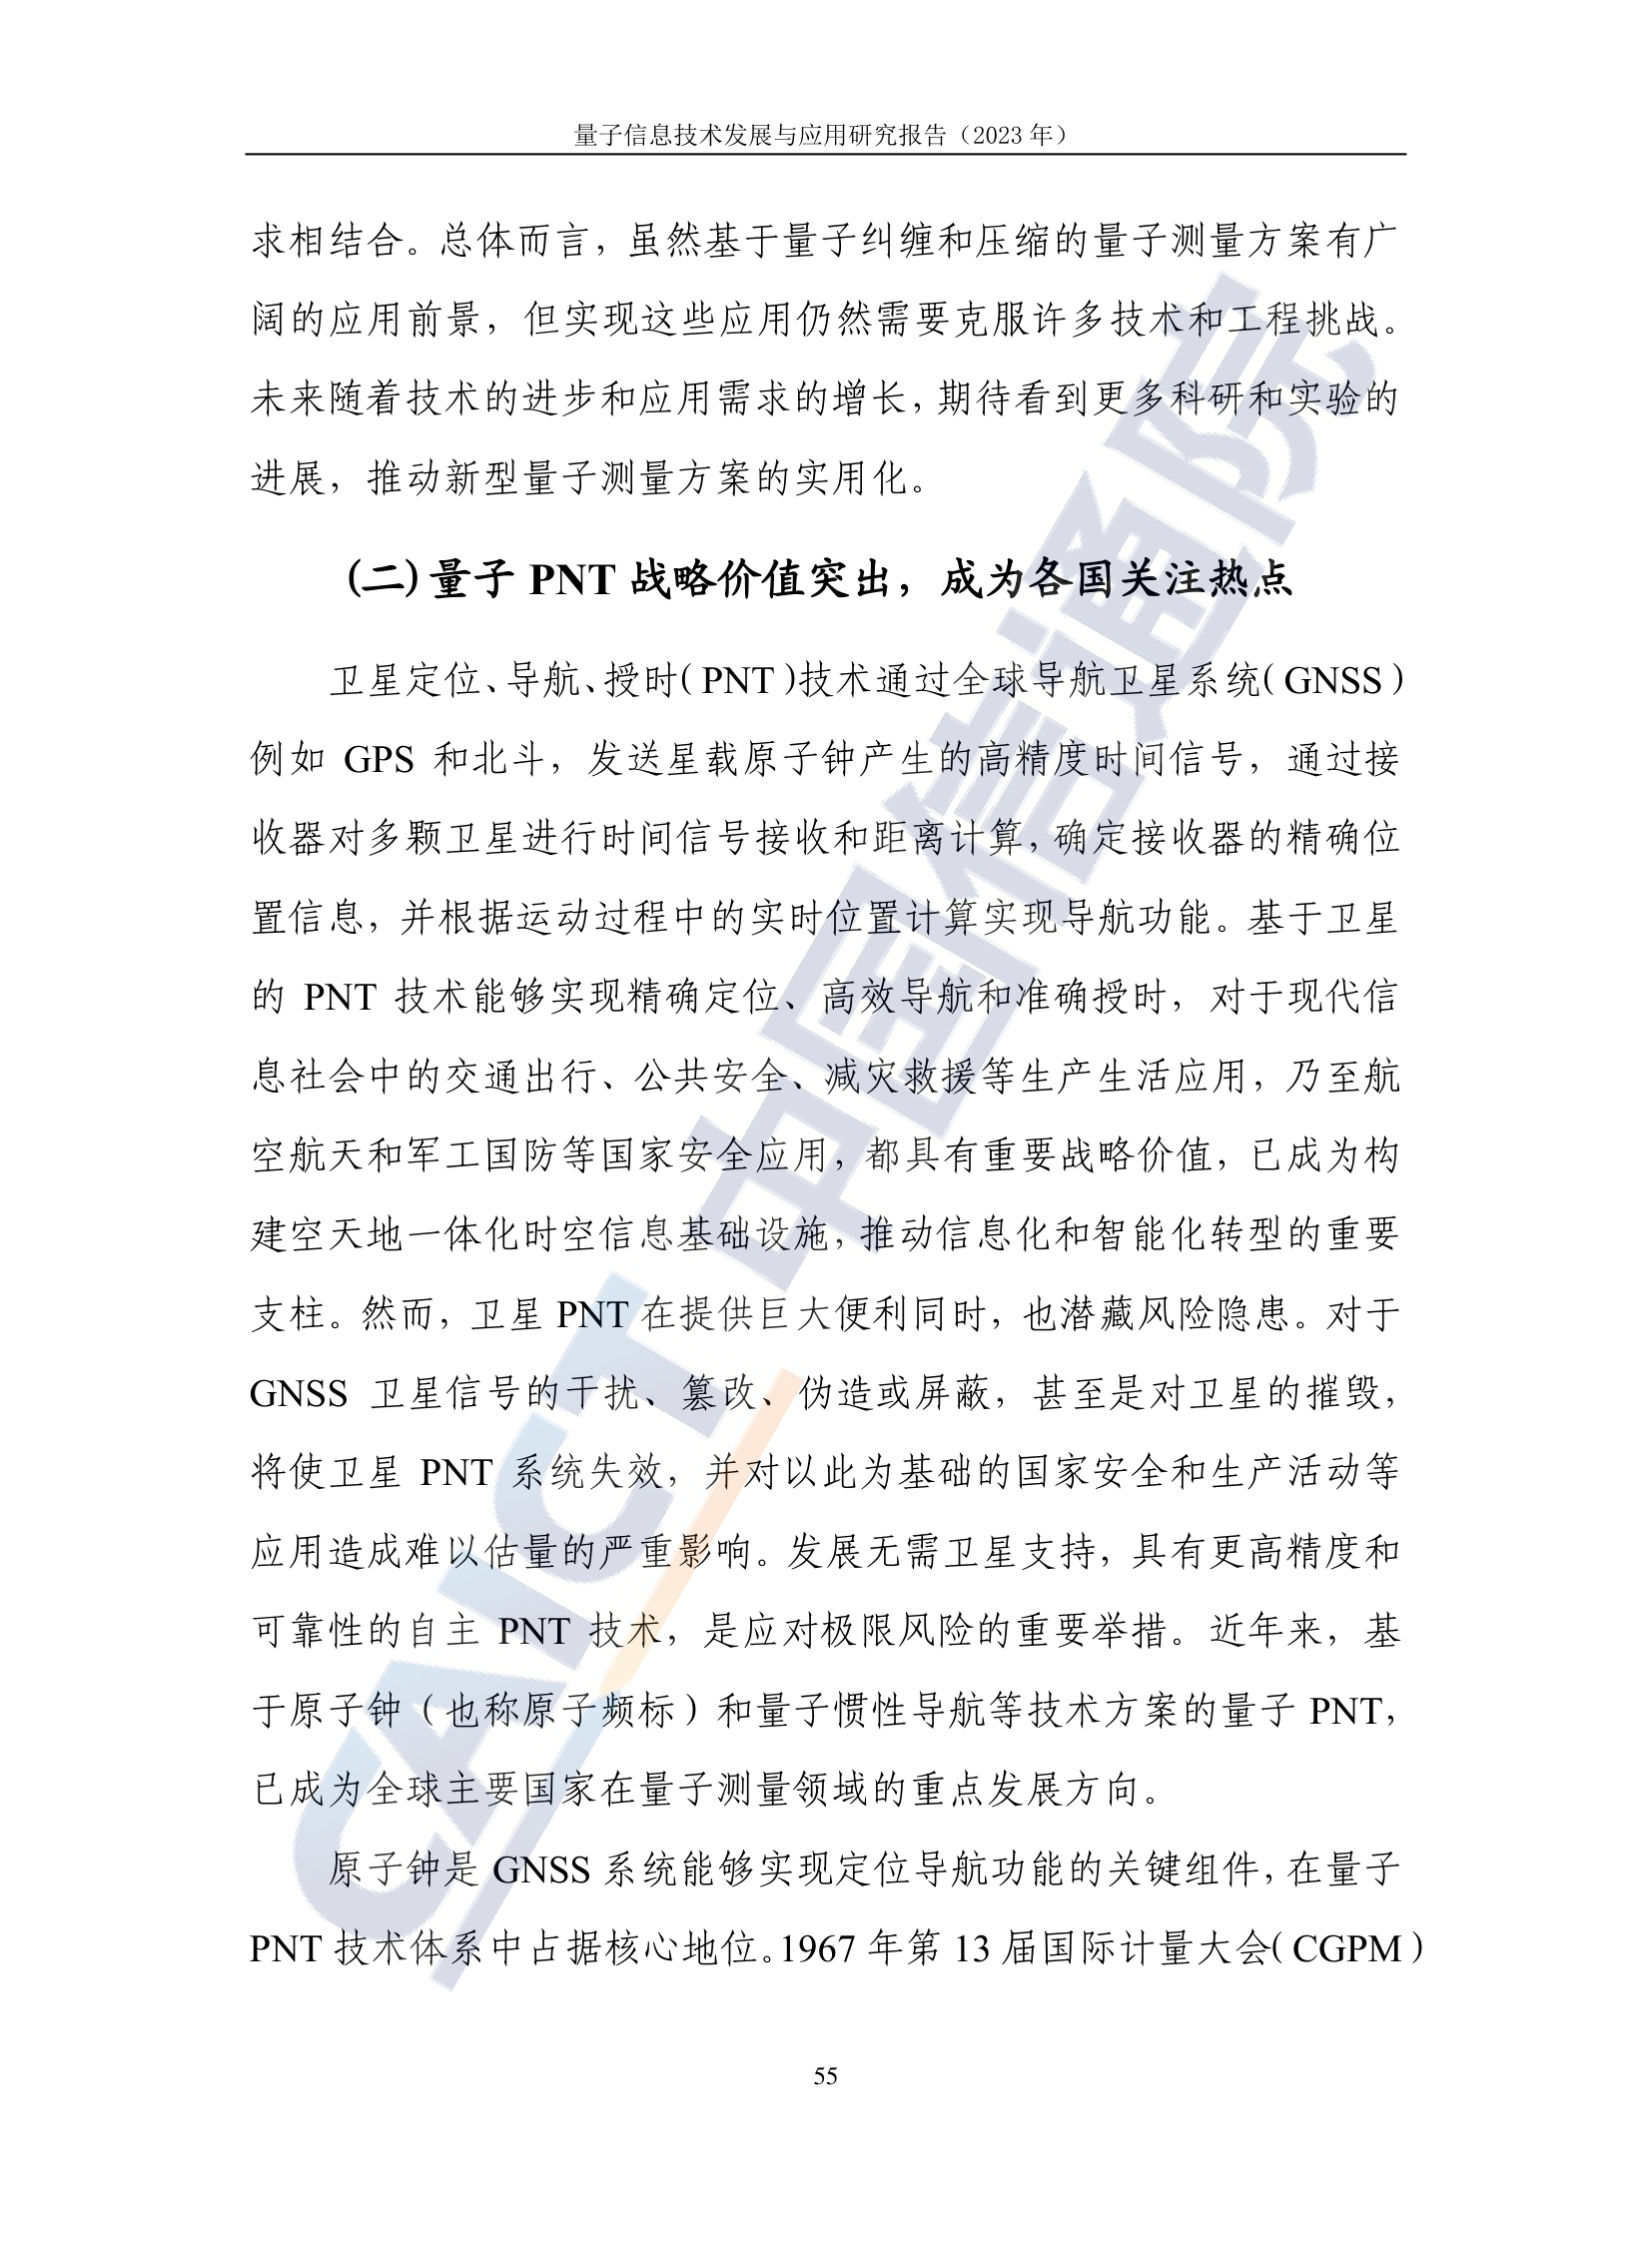 量子信息技术发展与应用研究报告（2023 年）
求相结合。总体而言，虽然基于量子纠缠和压缩的量子测量方案有广
阔的应用前景，但实现这些应用仍然需要克服许多技术和工程挑战。
未来随着技术的进步和应用需求的增长，期待看到更多科研和实验的
进展，推动新型量子测量方案的实用化。
（二）量子 PNT 战略价值突出，成为各国关注热点
卫星定位、导航、授时（PNT）技术通过全球导航卫星系统（GNSS）
例如 GPS 和北斗，发送星载原子钟产生的高精度时间信号，通过接
收器对多颗卫星进行时间信号接收和距离计算，确定接收器的精确位
置信息，并根据运动过程中的实时位置计算实现导航功能。基于卫星
的 PNT 技术能够实现精确定位、高效导航和准确授时，对于现代信
息社会中的交通出行、公共安全、减灾救援等生产生活应用，乃至航
空航天和军工国防等国家安全应用，都具有重要战略价值，已成为构
建空天地一体化时空信息基础设施，推动信息化和智能化转型的重要
支柱。然而，卫星 PNT 在提供巨大便利同时，也潜藏风险隐患。对于
GNSS 卫星信号的干扰、篡改、伪造或屏蔽，甚至是对卫星的摧毁，
将使卫星 PNT 系统失效，并对以此为基础的国家安全和生产活动等
应用造成难以估量的严重影响。发展无需卫星支持，具有更高精度和
可靠性的自主 PNT 技术，是应对极限风险的重要举措。近年来，基
于原子钟（也称原子频标）和量子惯性导航等技术方案的量子 PNT，
已成为全球主要国家在量子测量领域的重点发展方向。
原子钟是 GNSS 系统能够实现定位导航功能的关键组件，在量子
PNT 技术体系中占据核心地位。1967 年第 13 届国际计量大会（CGPM）
55
CAICT 中国信通院